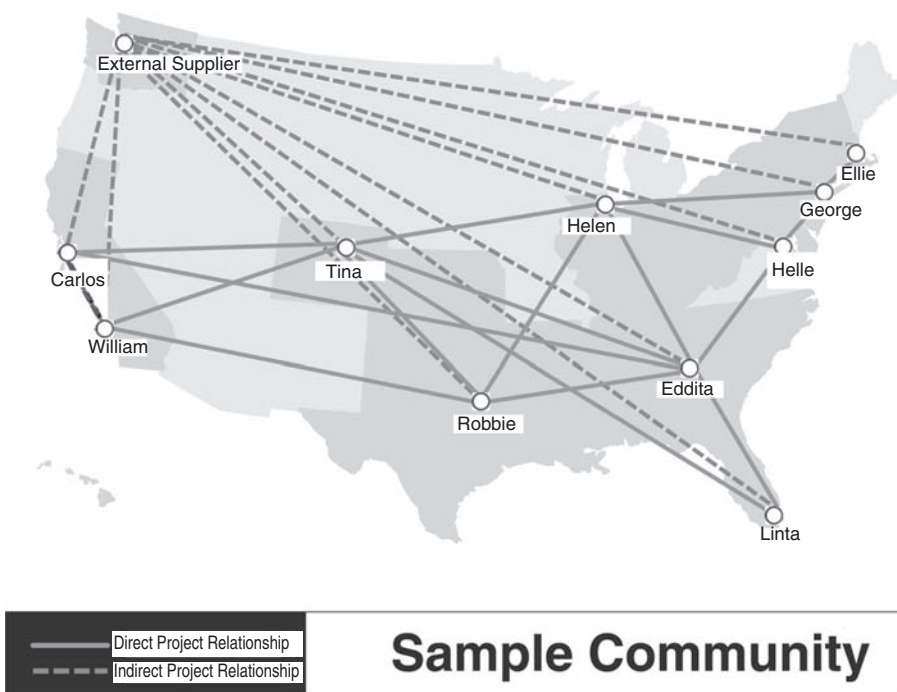 External Supplier
Ellie
George
Helen
Helle
Tina
Carlos
William
Eddita
Robbie
Linta
Direct Project Relationship
Indirect Project Relationship
Sample Community